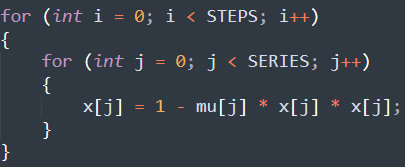 for (int i = 0; i < STEPS; i++)
{
    for (int j = 0; j < SERIES; j++)
    {
        x[j] = 1 - mu[j] * x[j] * x[j];
    }
}